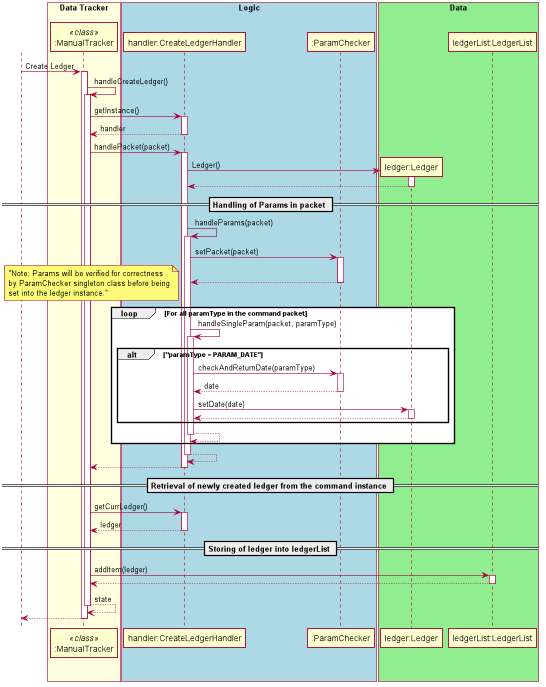 Data Tracker
Logic
Data
«class»
:ManualTracker
handler:CreateLedgerHandler
:ParamChecker
ledgerList:LedgerList
Create Ledger
handleCreateLedger()
getInstance()
handler
handlePacket(packet)
Ledger()
ledger:Ledger
Handling of Params in packet
handleParams(packet)
setPacket(packet)
"Note: Params will be verified for correctness
by ParamChecker singleton class before being
set into the ledger instance."
loop
[For all paramType in the command packet]
handleSingleParam(packet, paramType)
alt
["paramType = PARAM_DATE"]
checkAndReturnDate(paramType)
date
setDate(date)
Retrieval of newly created ledger from the command instance
getCurrLedger()
ledger
Storing of ledger into ledgerList
addItem(ledger)
state
«class»
:ManualTracker
handler:CreateLedgerHandler
:ParamChecker
ledger:Ledger
ledgerList:LedgerList